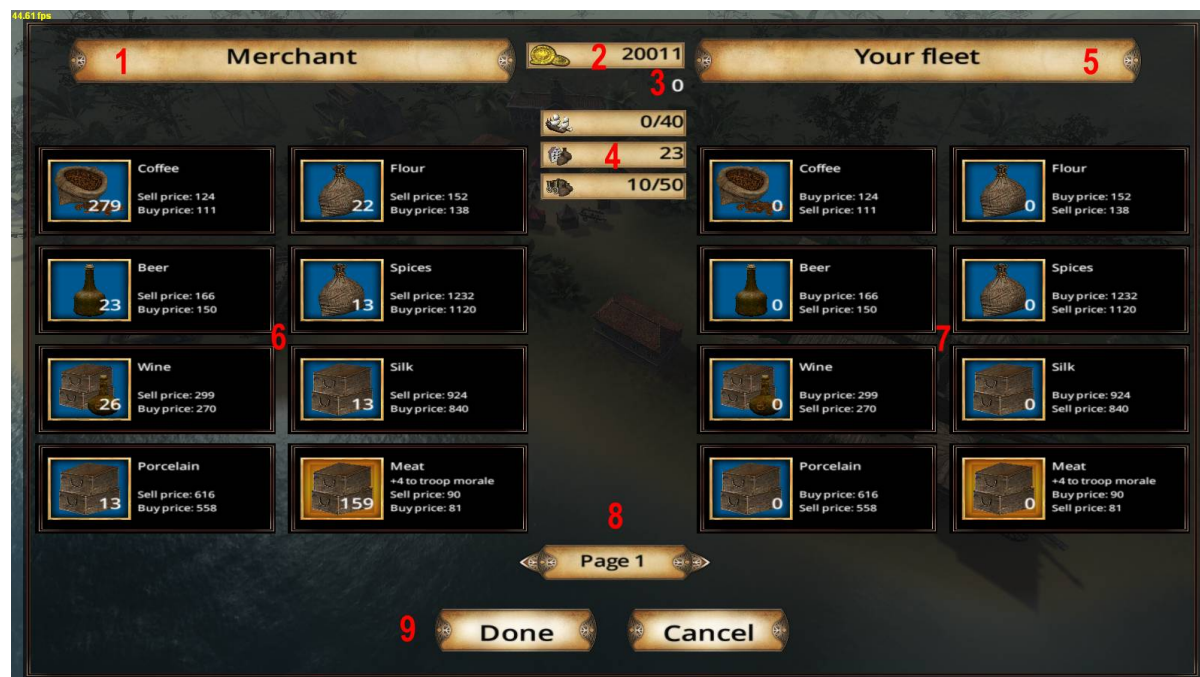 44.61 fps
1 Merchant
2 20011
Your fleet 5
3 0
0/40
4 23
10/50
Coffee
279
Sell price: 124
Buy price: 111
Flour
22
Sell price: 152
Buy price: 138
Coffee
0
Buy price: 124
Sell price: 111
Flour
0
Buy price: 152
Sell price: 138
Beer
23
Sell price: 166
Buy price: 150
Spices
13
Sell price: 1232
Buy price: 1120
Beer
0
Buy price: 166
Sell price: 150
Spices
0
Buy price: 1232
Sell price: 1120
6
7
Wine
26
Sell price: 299
Buy price: 270
Silk
13
Sell price: 924
Buy price: 840
Wine
0
Buy price: 299
Sell price: 270
Silk
0
Buy price: 924
Sell price: 840
Porcelain
13
Sell price: 616
Buy price: 558
Meat
+4 to troop morale
159
Sell price: 90
Buy price: 81
Porcelain
0
Buy price: 616
Sell price: 558
Meat
+4 to troop morale
0
Buy price: 90
Sell price: 81
8
Page 1
9
Done
Cancel